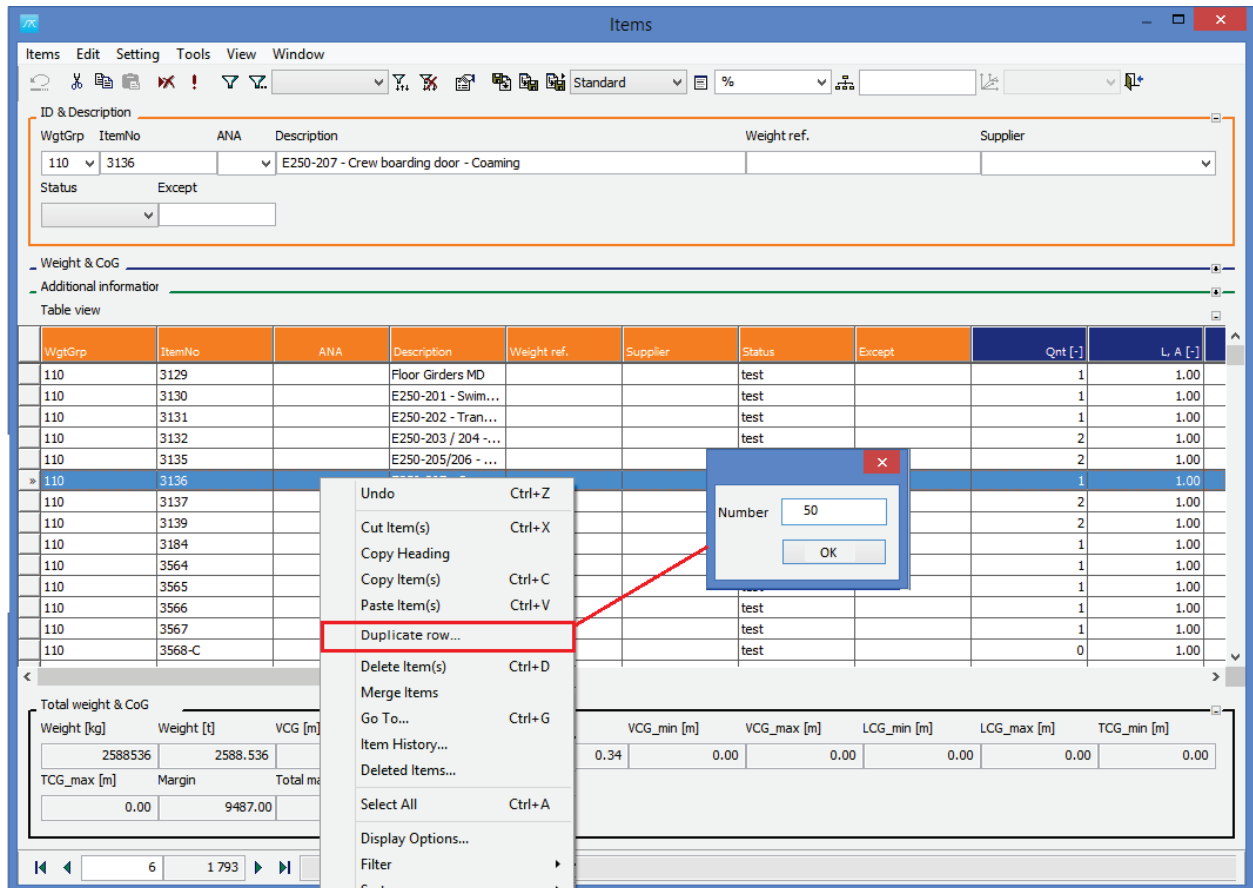 Items
Items Edit Setting Tools View Window
Standard %
ID & Description
WgtGrp ItemNo ANA Description Weight ref. Supplier
110 3136 E250-207 - Crew boarding door - Coaming
Status Except
Weight & CoG
Additional informatior
Table view
WgtGrp ItemNo ANA Description Weight ref. Supplier Status Except Qnt [-] L, A [-]
110 3129 Floor Girders MD test 1 1.00
110 3130 E250-201 - Swim... test 1 1.00
110 3131 E250-202 - Tran... test 1 1.00
110 3132 E250-203 / 204 -... test 2 1.00
110 3135 E250-205/206 - ... 2 1.00
» 110 3136 1 1.00
110 3137 2 1.00
110 3139 2 1.00
110 3184 1 1.00
110 3564 1 1.00
110 3565 1 1.00
110 3566 test 1 1.00
110 3567 test 1 1.00
110 3568-C test 0 1.00
Undo Ctrl+Z
Cut Item(s) Ctrl+X
Copy Heading
Copy Item(s) Ctrl+C
Paste Item(s) Ctrl+V
Duplicate row...
Delete Item(s) Ctrl+D
Merge Items
Go To... Ctrl+G
Item History...
Deleted Items...
Select All Ctrl+A
Display Options...
Filter
Number 50
OK
Total weight & CoG
Weight [kg] Weight [t] VCG [m] VCG_min [m] VCG_max [m] LCG_min [m] LCG_max [m] TCG_min [m]
2588536 2588.536 0.34 0.00 0.00 0.00 0.00 0.00
TCG_max [m] Margin Total ma
0.00 9487.00
6 1 793